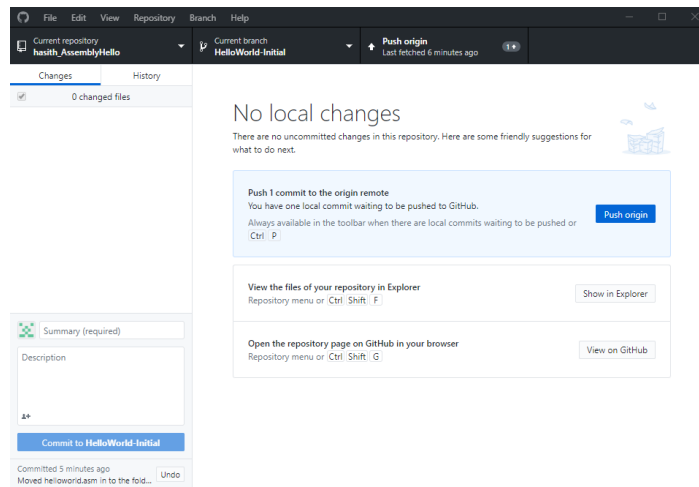 File Edit View Repository Branch Help
Current repository
hasith_AssemblyHello
Current branch
HelloWorld-Initial
Push origin
Last fetched 6 minutes ago
1
Changes History
0 changed files
No local changes
There are no uncommitted changes in this repository. Here are some friendly suggestions for
what to do next.
Push 1 commit to the origin remote
You have one local commit waiting to be pushed to GitHub.
Always available in the toolbar when there are local commits waiting to be pushed or
Ctrl P
Push origin
View the files of your repository in Explorer
Repository menu or Ctrl Shift F
Show in Explorer
Open the repository page on GitHub in your browser
Repository menu or Ctrl Shift G
View on GitHub
Summary (required)
Description
Commit to HelloWorld-Initial
Committed 5 minutes ago
Moved helloworld.asm in to the fold...
Undo